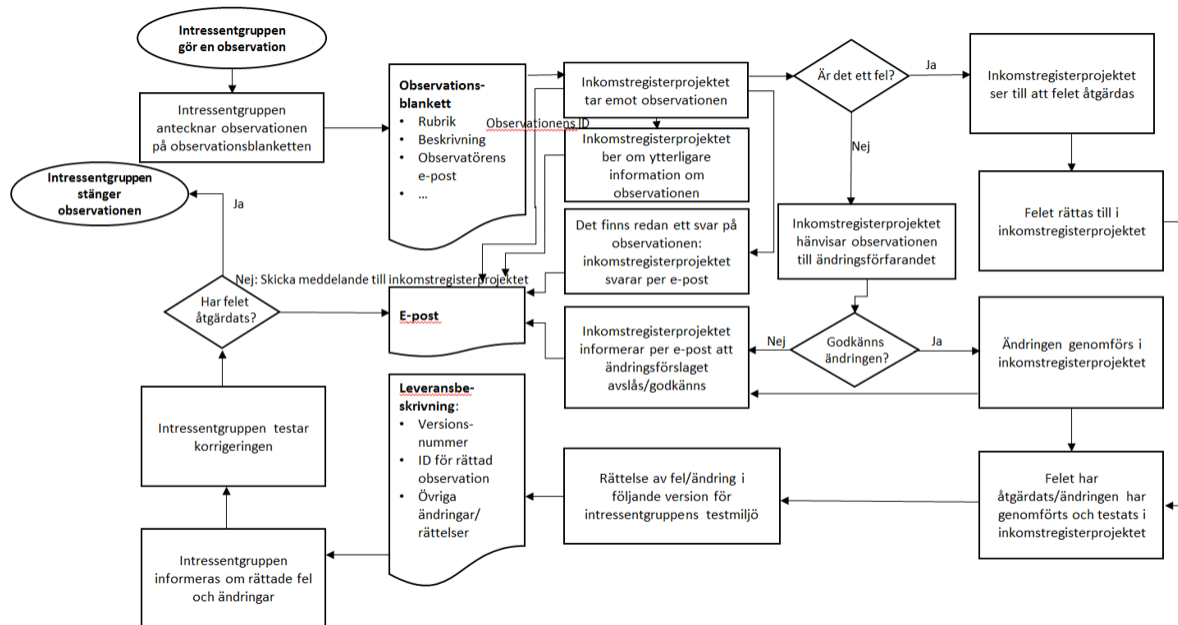 Intressentgruppen
gör en observation
Intressentgruppen
antecknar observationen
på observationsblanketten
Observations-
blankett
• Rubrik
• Beskrivning
• Observatörens
e-post
• ...
Observationens ID
Inkomstregisterprojektet
tar emot observationen
Inkomstregisterprojektet
ber om ytterligare
information om
observationen
Det finns redan ett svar på
observationen:
inkomstregisterprojektet
svarar per e-post
Är det ett fel?
Ja
Nej
Inkomstregisterprojektet
ser till att felet åtgärdas
Felet rättas till i
inkomstregisterprojektet
Inkomstregisterprojektet
hänvisar observationen
till ändringsförfarandet
Godkänns
ändringen?
Nej
Ja
Inkomstregisterprojektet
informerar per e-post att
ändringsförslaget
avslås/godkänns
Ändringen genomförs i
inkomstregisterprojektet
Felet har
åtgärdats/ändringen har
genomförts och testats i
inkomstregisterprojektet
Rättelse av fel/ändring i
följande version för
intressentgruppens testmiljö
Leveransbe-
skrivning:
• Versions-
nummer
• ID för rättad
observation
• Övriga
ändringar/
rättelser
Intressentgruppen
informeras om rättade fel
och ändringar
Intressentgruppen testar
korrigeringen
Har felet
åtgärdats?
Nej: Skicka meddelande till inkomstregisterprojektet
E-post
Ja
Intressentgruppen
stänger
observationen